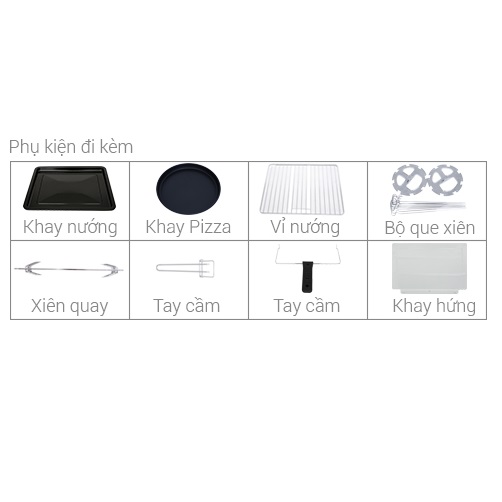 Phụ kiện đi kèm
Khay nướng
Khay Pizza
Vỉ nướng
Bộ que xiên
Xiên quay
Tay cầm
Tay cầm
Khay hứng